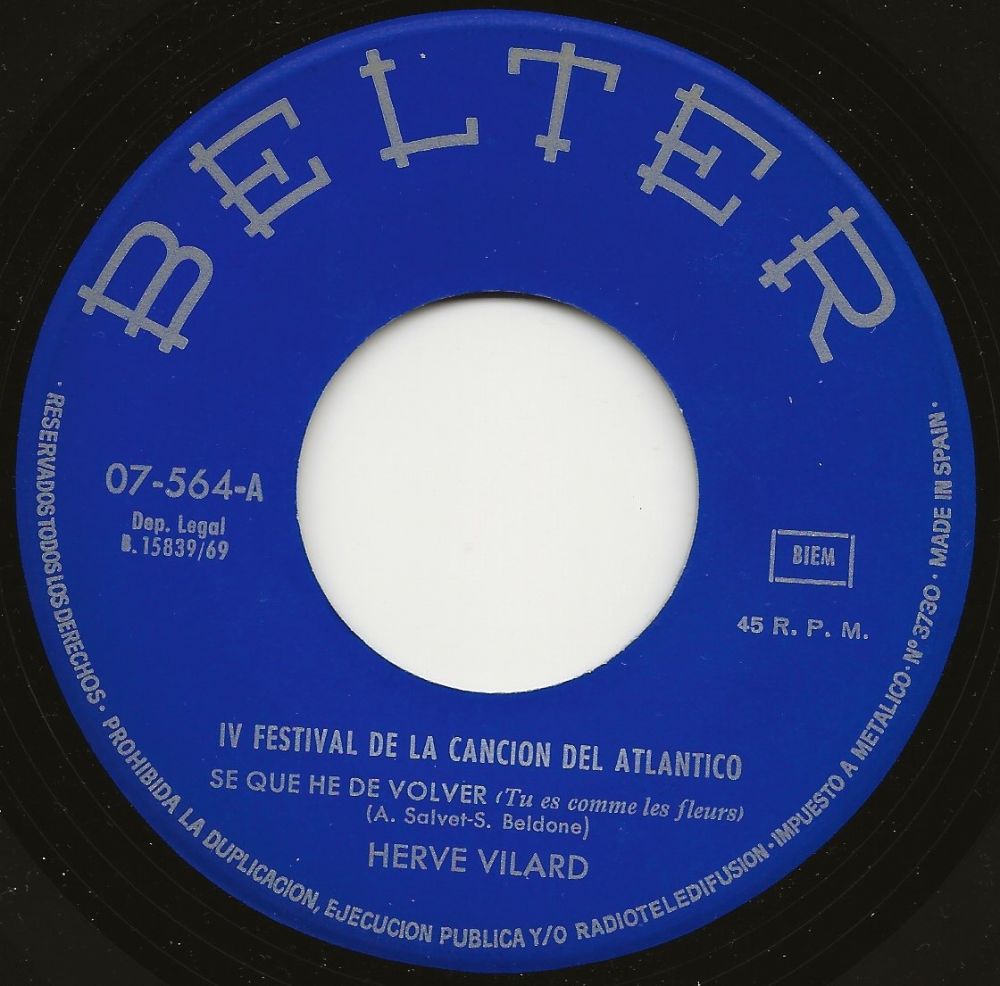 BELTER
07-564-A
Dep. Legal
B. 15839/69
BIEM
45 R. P. M.
IV FESTIVAL DE LA CANCION DEL ATLANTICO
SE QUE HE DE VOLVER (Tu es comme les fleurs)
(A. Salvet-S. Beldone)
HERVE VILARD
· RESERVADOS TODOS LOS DERECHOS · PROHIBIDA LA DUPLICACION, EJECUCION PUBLICA Y/O RADIOTELEDIFUSION · IMPUESTO A METALICO · Nº 3730 · MADE IN SPAIN ·